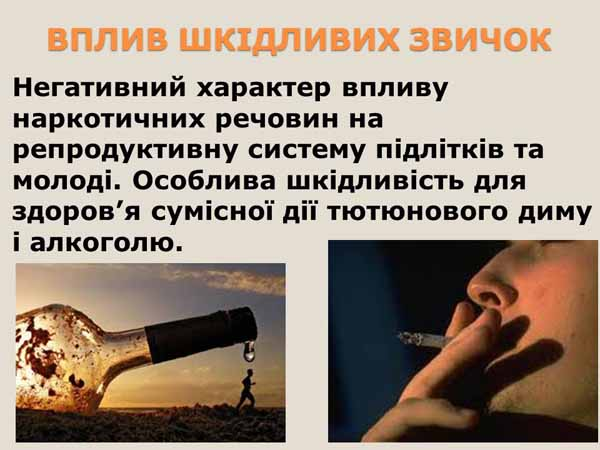 ВПЛИВ ШКІДЛИВИХ ЗВИЧОК
Негативний характер впливу
наркотичних речовин на
репродуктивну систему підлітків та
молоді. Особлива шкідливість для
здоров’я сумісної дії тютюнового диму
і алкоголю.